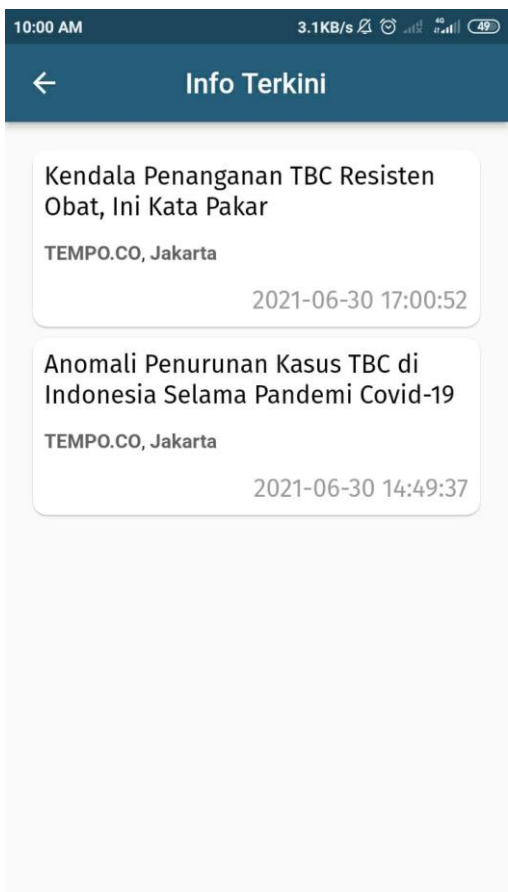 10:00 AM 3.1KB/s 4G 49
Info Terkini
Kendala Penanganan TBC Resisten
Obat, Ini Kata Pakar
TEMPO.CO, Jakarta
2021-06-30 17:00:52
Anomali Penurunan Kasus TBC di
Indonesia Selama Pandemi Covid-19
TEMPO.CO, Jakarta
2021-06-30 14:49:37